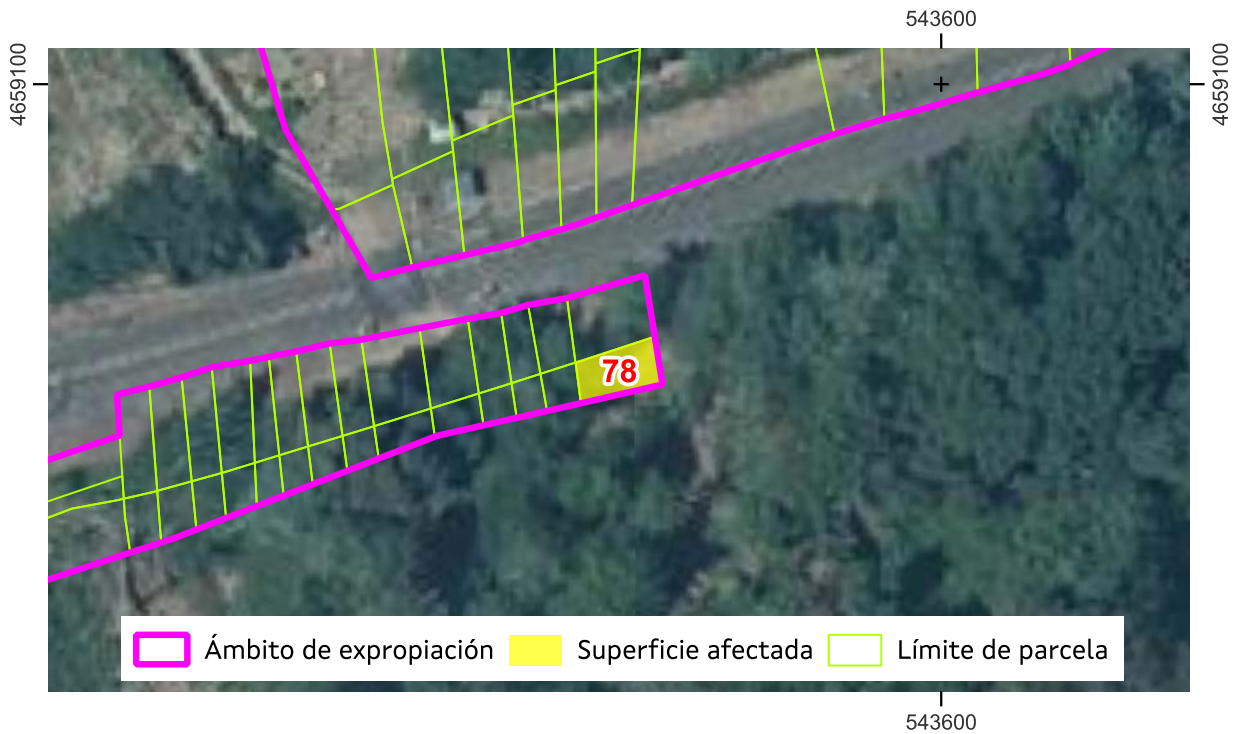 543600
4659100
4659100
78
Ámbito de expropiación
Superficie afectada
Límite de parcela
543600